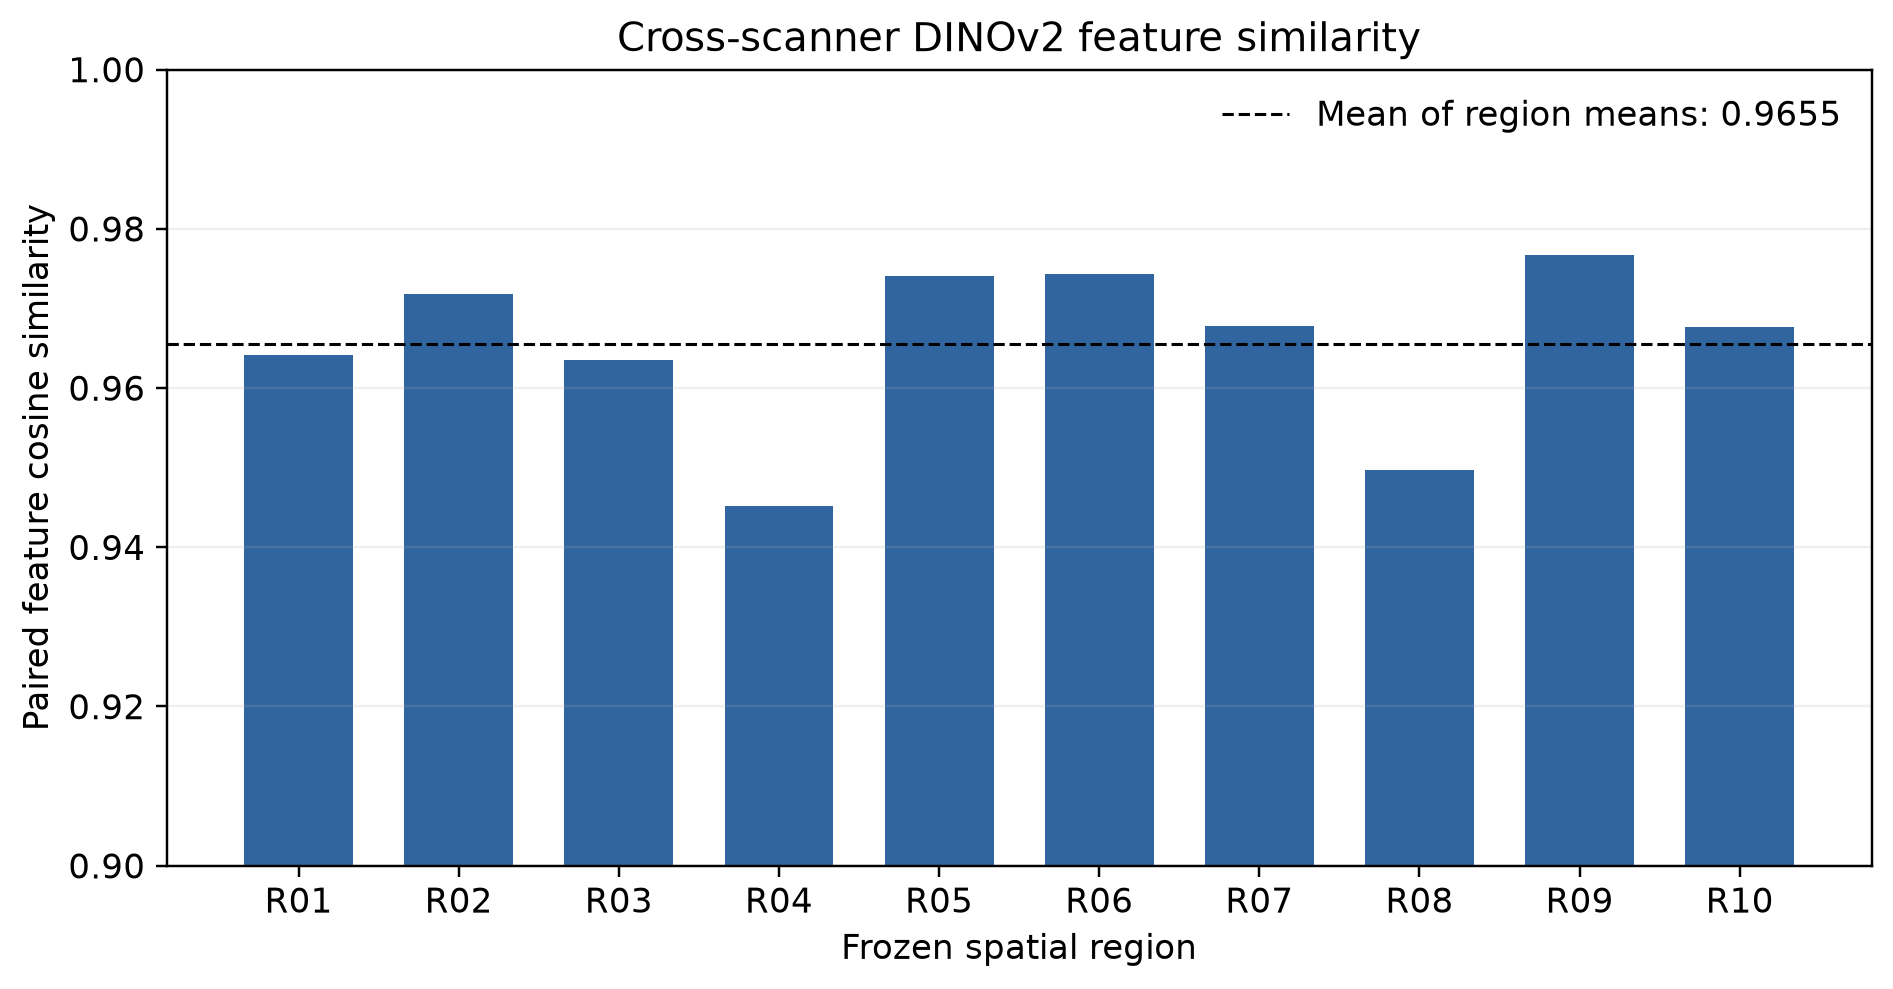 Cross-scanner DINOv2 feature similarity
Mean of region means: 0.9655
Paired feature cosine similarity
1.00
0.98
0.96
0.94
0.92
0.90
R01 R02 R03 R04 R05 R06 R07 R08 R09 R10
Frozen spatial region